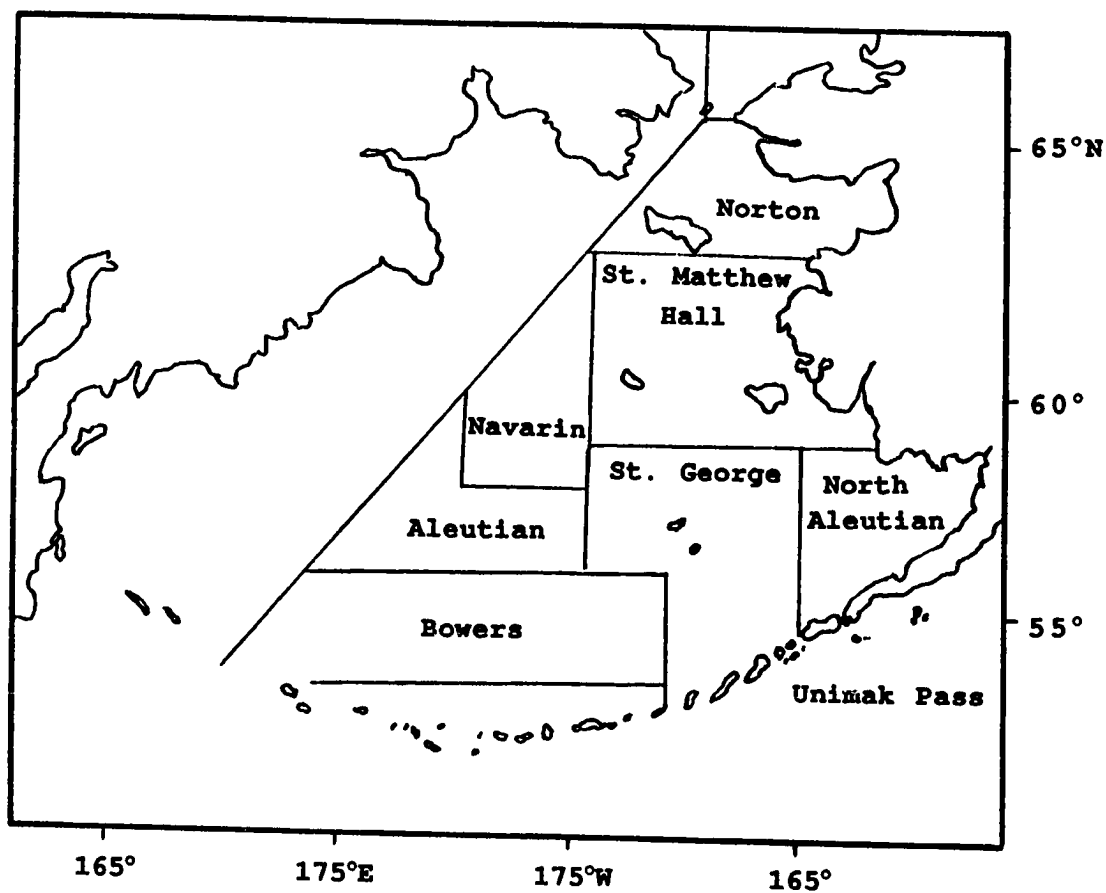 65°N
Norton
St. Matthew
Hall
60°
Navarin
St. George
North
Aleutian
Aleutian
55°
Bowers
Unimak Pass
165°
175°E
175°W
165°